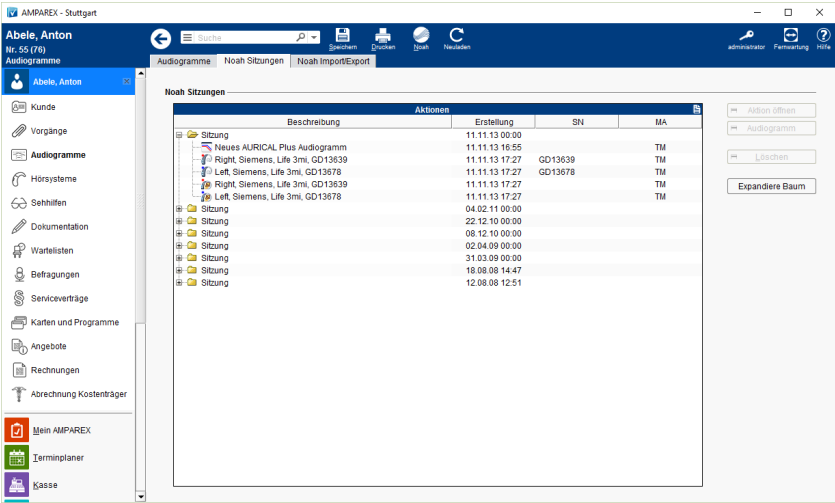 AMPAREX - Stuttgart
Abele, Anton
Nr. 55 (76)
Audiogramme
Suche
Speichern
Drucken
Noah
Neuladen
administrator
Fernwartung
Hilfe
Audiogramme
Noah Sitzungen
Noah Import/Export
Abele, Anton
Kunde
Vorgänge
Audiogramme
Hörsysteme
Sehhilfen
Dokumentation
Wartelisten
Befragungen
Serviceverträge
Karten und Programme
Angebote
Rechnungen
Abrechnung Kostenträger
Mein AMPAREX
Terminplaner
Kasse
Noah Sitzungen
Aktionen
Beschreibung Erstellung SN MA
Sitzung 11.11.13 00:00
Neues AURICAL Plus Audiogramm 11.11.13 16:55 TM
Right, Siemens, Life 3mi, GD13639 11.11.13 17:27 GD13639 TM
Left, Siemens, Life 3mi, GD13678 11.11.13 17:27 GD13678 TM
Right, Siemens, Life 3mi, GD13639 11.11.13 17:27 TM
Left, Siemens, Life 3mi, GD13678 11.11.13 17:27 TM
Sitzung 04.02.11 00:00
Sitzung 22.12.10 00:00
Sitzung 08.12.10 00:00
Sitzung 02.04.09 00:00
Sitzung 31.03.09 00:00
Sitzung 18.08.08 14:47
Sitzung 12.08.08 12:51
Aktion öffnen
Audiogramm
Löschen
Expandiere Baum